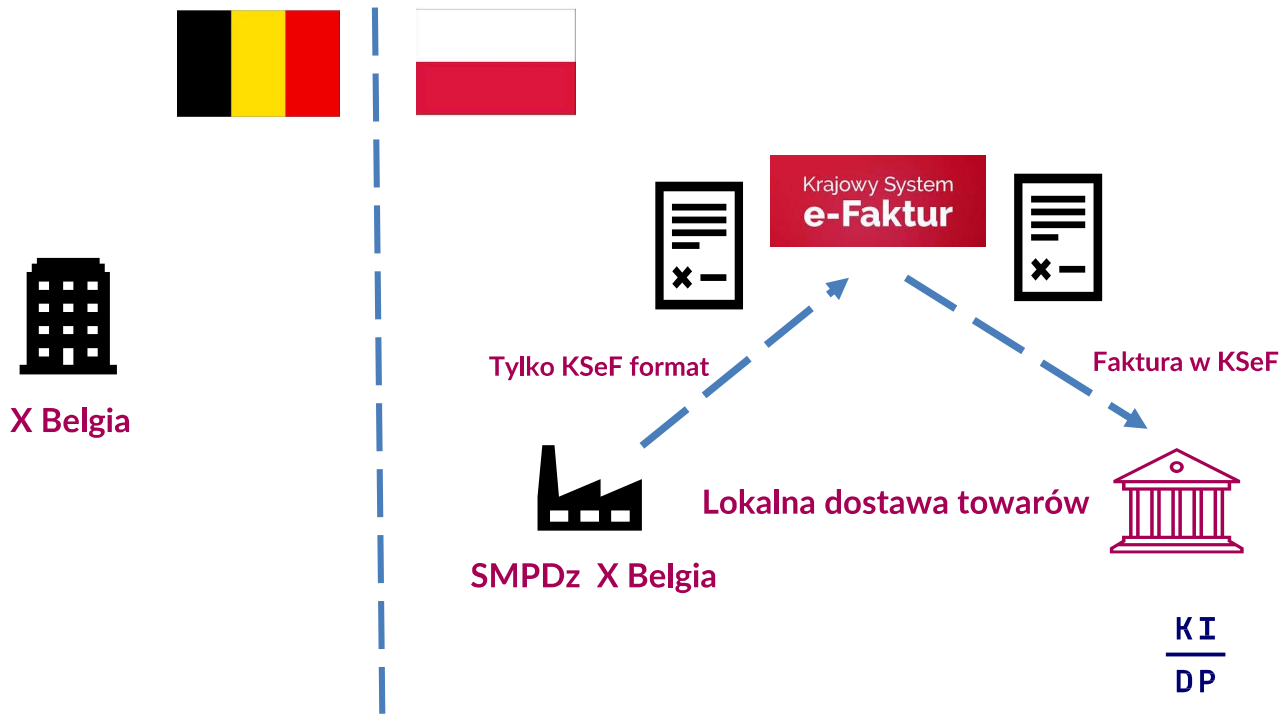 Krajowy System
e-Faktur
Tylko KSeF format
Faktura w KSeF
X Belgia
Lokalna dostawa towarów
SMPDz X Belgia
KI
DP